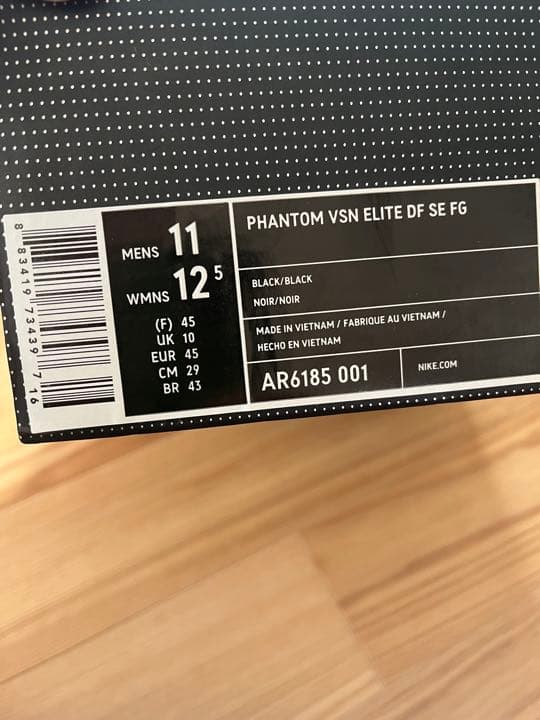 8 83419 73439 7 16
MENS 11
WMNS 12 5
(F) 45
UK 10
EUR 45
CM 29
BR 43
PHANTOM VSN ELITE DF SE FG
BLACK/BLACK
NOIR/NOIR
MADE IN VIETNAM / FABRIQUE AU VIETNAM /
HECHO EN VIETNAM
AR6185 001
NIKE.COM